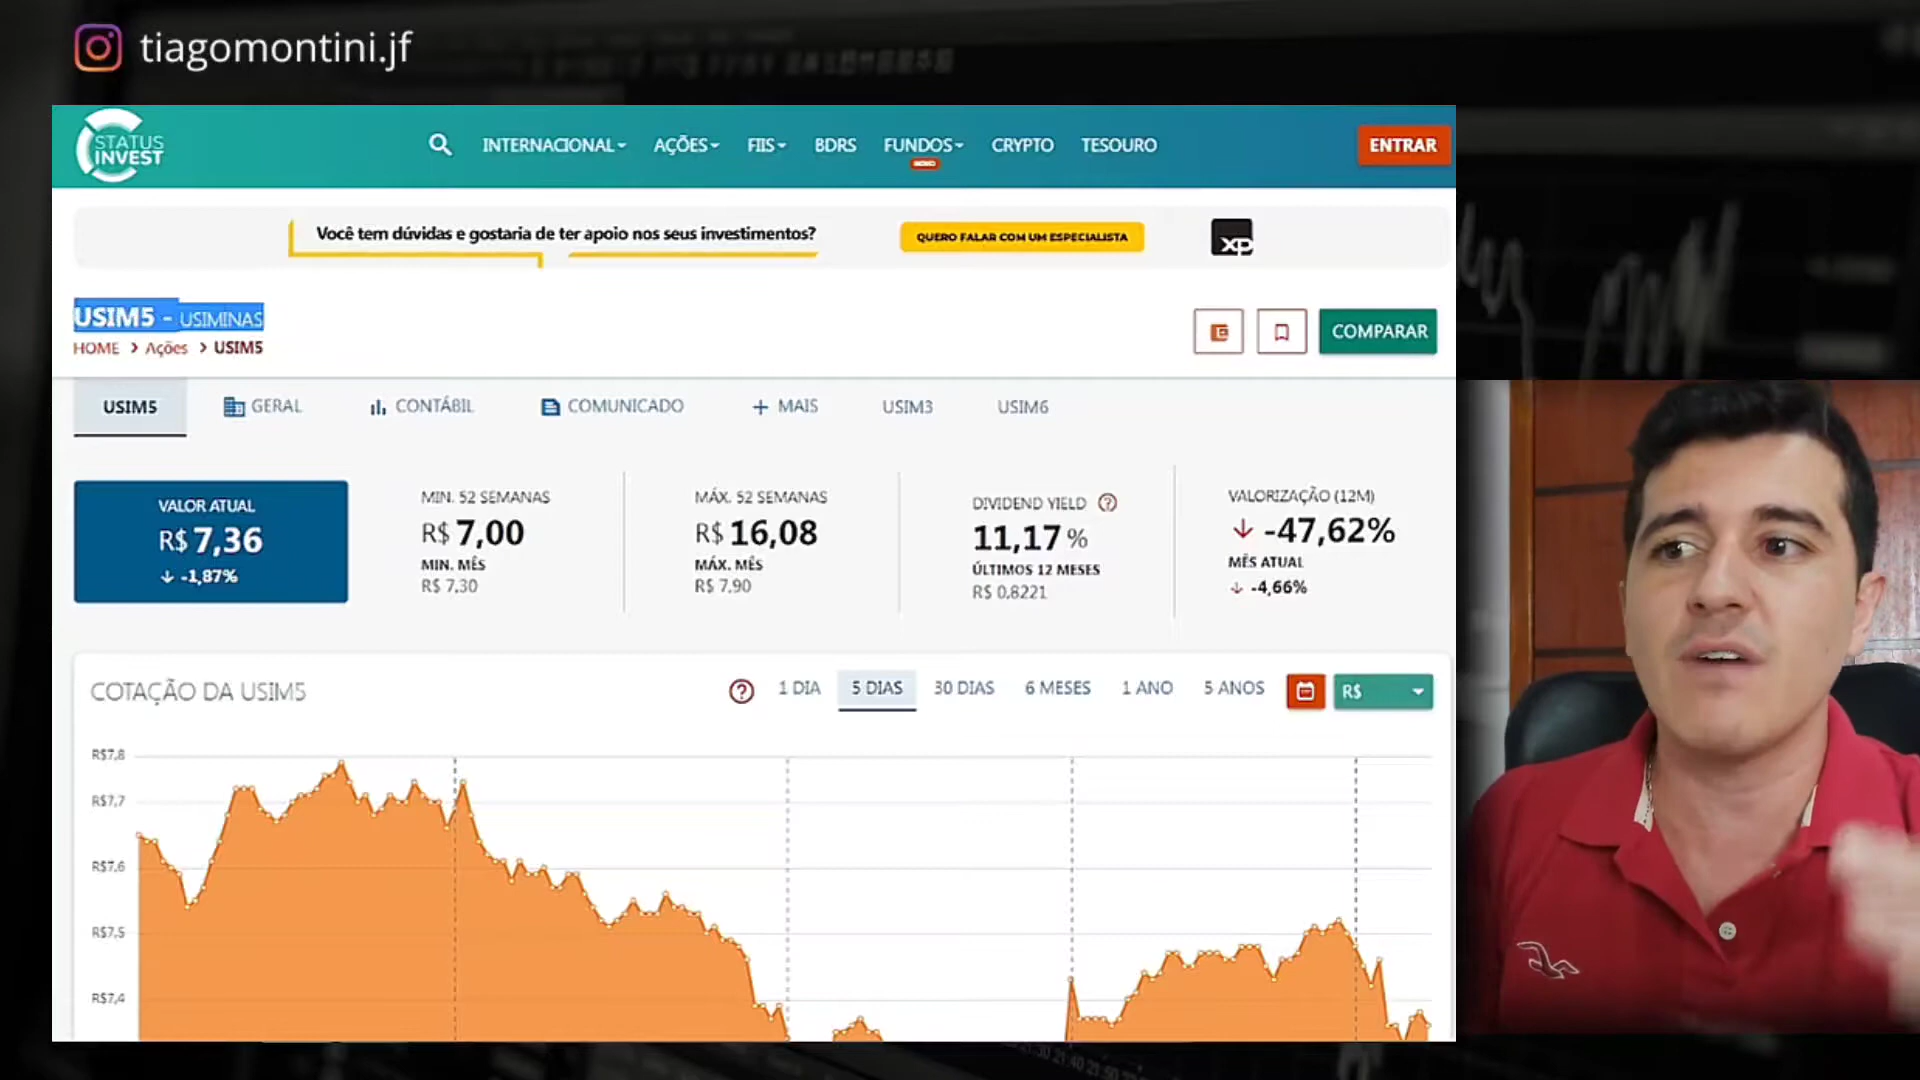 tiagomontini.jf
STATUS
INVEST
INTERNACIONAL
AÇÕES
FIIS
BDRS
FUNDOS
NOVO
CRYPTO
TESOURO
ENTRAR
Você tem dúvidas e gostaria de ter apoio nos seus investimentos?
QUERO FALAR COM UM ESPECIALISTA
xp
USIM5 - USIMINAS
HOME > Ações > USIM5
COMPARAR
USIM5
GERAL
CONTÁBIL
COMUNICADO
+ MAIS
USIM3
USIM6
VALOR ATUAL
R$ 7,36
-1,87%
MIN. 52 SEMANAS
R$ 7,00
MIN. MÊS
R$ 7,30
MÁX. 52 SEMANAS
R$ 16,08
MÁX. MÊS
R$ 7,90
DIVIDEND YIELD ?
11,17 %
ÚLTIMOS 12 MESES
R$ 0,8221
VALORIZAÇÃO (12M)
-47,62%
MÊS ATUAL
-4,66%
COTAÇÃO DA USIM5
?
1 DIA
5 DIAS
30 DIAS
6 MESES
1 ANO
5 ANOS
R$
R$7,8
R$7,7
R$7,6
R$7,5
R$7,4